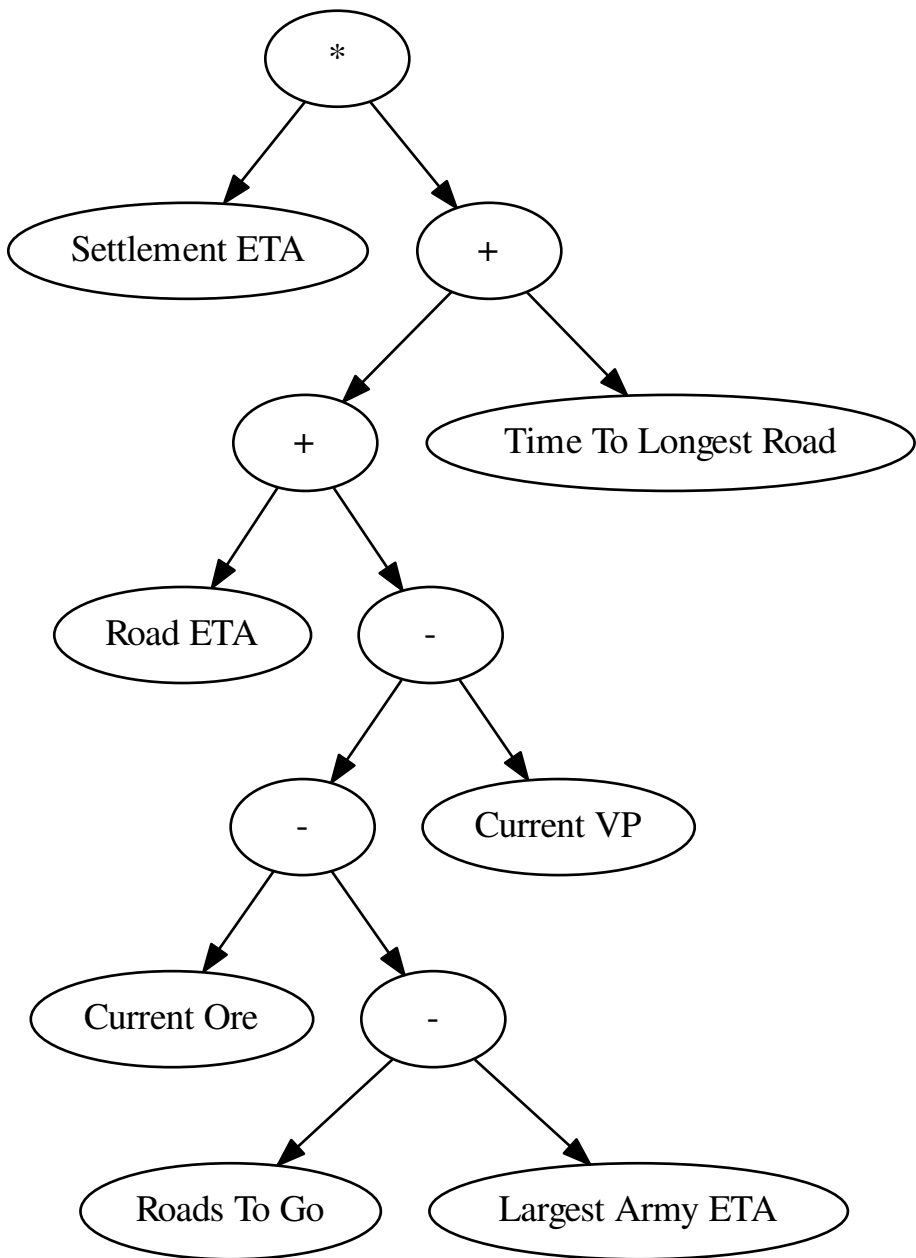 *
Settlement ETA
+
+
Time To Longest Road
Road ETA
-
-
Current VP
Current Ore
-
Roads To Go
Largest Army ETA